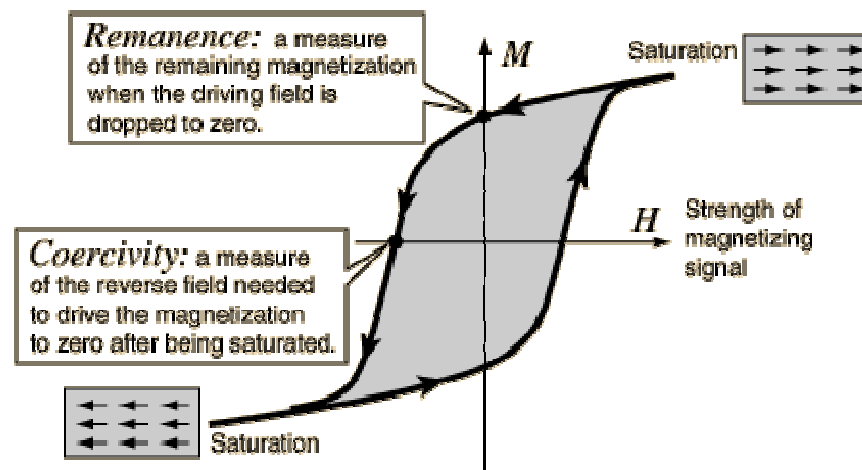 Remanence: a measure
of the remaining magnetization
when the driving field is
dropped to zero.
M
Saturation
H
Strength of
magnetizing
signal
Coercivity: a measure
of the reverse field needed
to drive the magnetization
to zero after being saturated.
Saturation